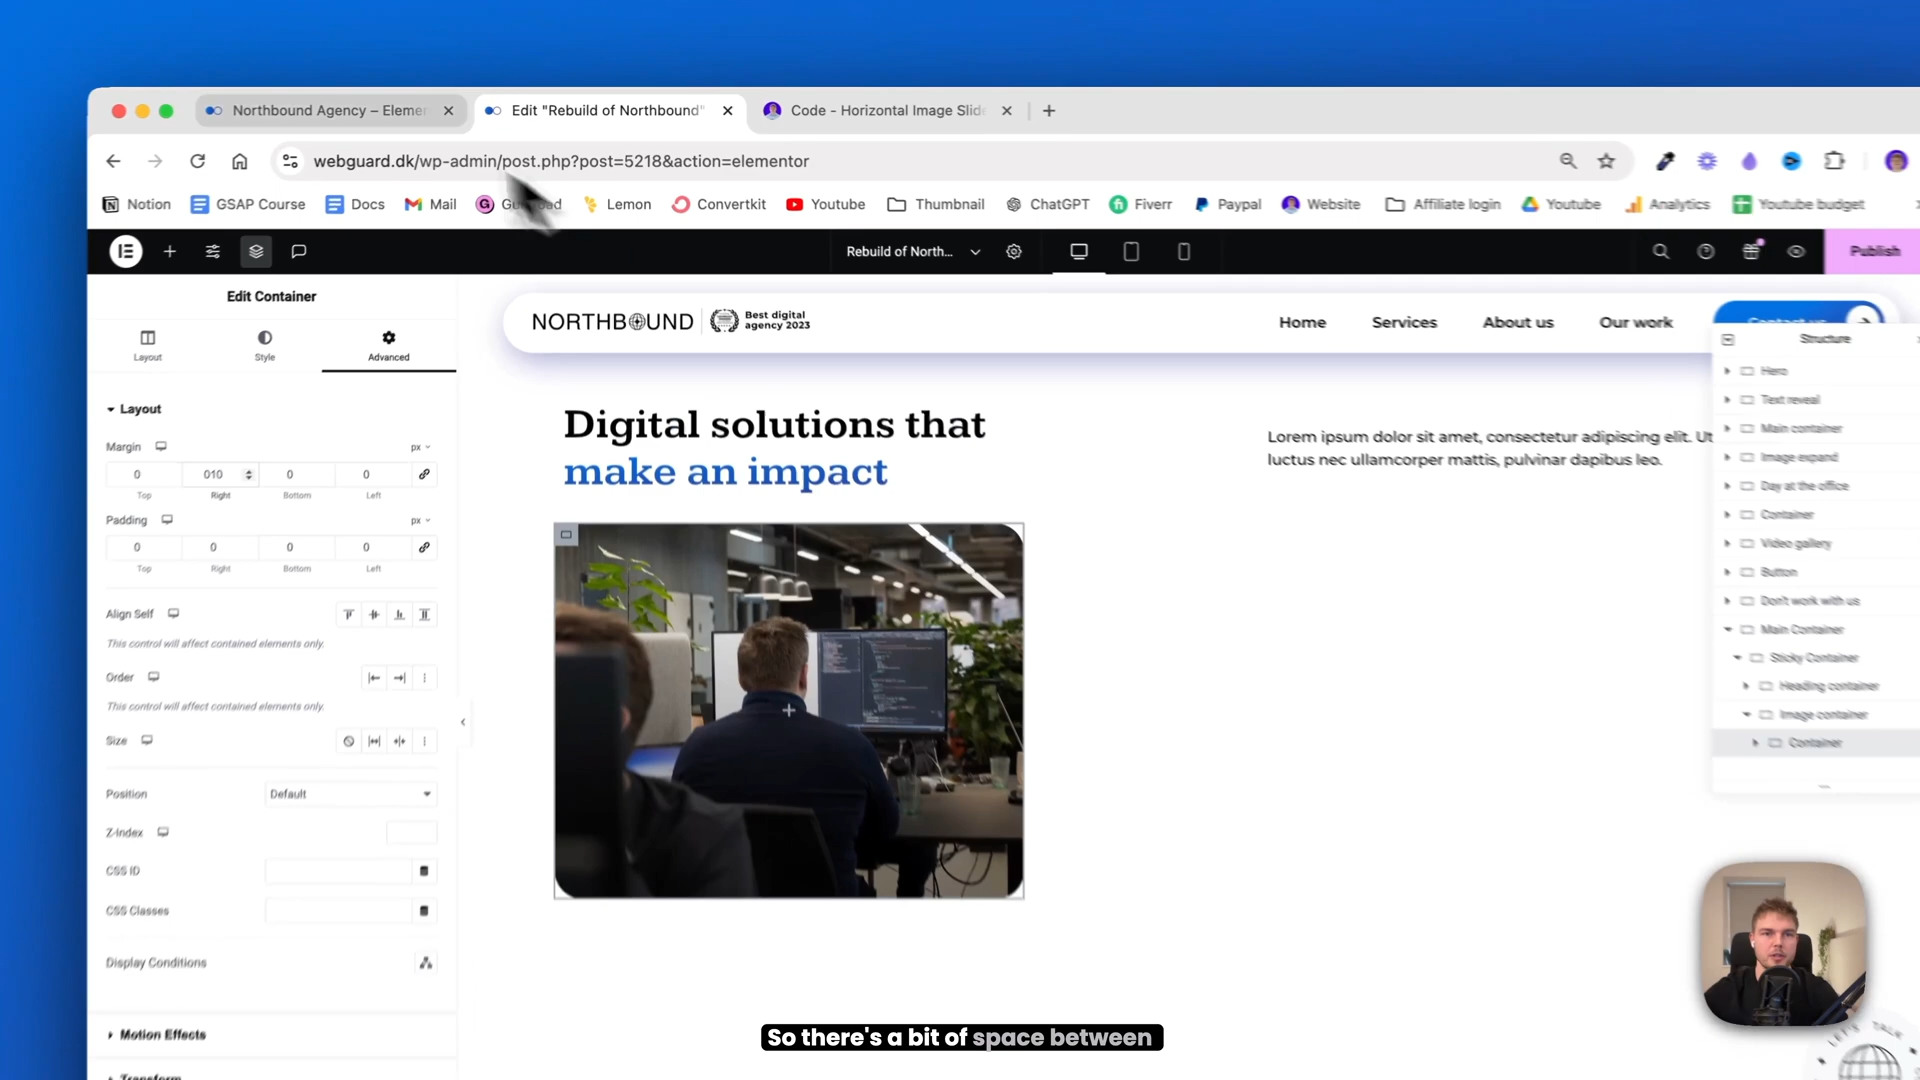 Northbound Agency – Eleme
Edit "Rebuild of Northbound"
Code - Horizontal Image Slid
webguard.dk/wp-admin/post.php?post=5218&action=elementor
Notion
GSAP Course
Docs
Mail
Lemon
Convertkit
Youtube
Thumbnail
ChatGPT
Fiverr
Paypal
Website
Affiliate login
Youtube
Analytics
Youtube budget
Rebuild of North...
Publish
Edit Container
Layout
Style
Advanced
Layout
Margin
px
0
010
0
0
Top
Right
Bottom
Left
Padding
px
0
0
0
0
Top
Right
Bottom
Left
Align Self
This control will affect contained elements only.
Order
This control will affect contained elements only.
Size
Position
Default
Z-Index
CSS ID
CSS Classes
Display Conditions
Motion Effects
Transform
NORTHBOUND
Best digital
agency 2023
Home
Services
About us
Our work
Contact us
Digital solutions that
make an impact
Lorem ipsum dolor sit amet, consectetur adipiscing elit. Ut
luctus nec ullamcorper mattis, pulvinar dapibus leo.
Structure
Hero
Text reveal
Main container
Image expand
Day at the office
Container
Video gallery
Button
Don't work with us
Main Container
Sticky Container
Heading container
Image container
Container
So there's a bit of space between
LET'S TALK